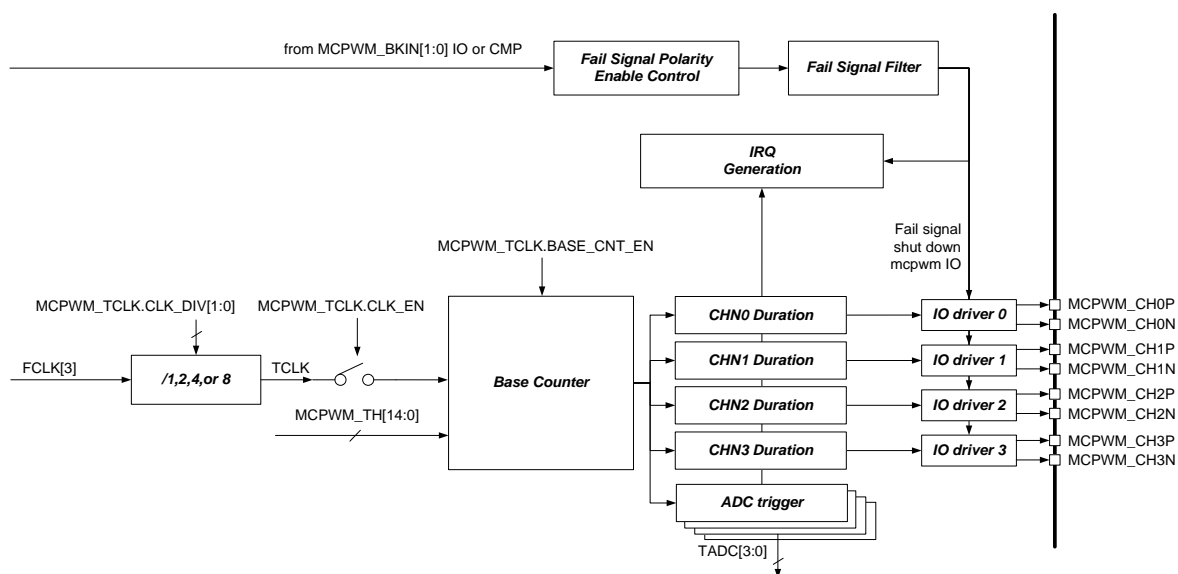 from MCPWM_BKIN[1:0] IO or CMP
Fail Signal Polarity
Enable Control
Fail Signal Filter
IRQ
Generation
Fail signal
shut down
mcpwm IO
MCPWM_TCLK.BASE_CNT_EN
MCPWM_TCLK.CLK_DIV[1:0]
MCPWM_TCLK.CLK_EN
FCLK[3]
/1,2,4,or 8
TCLK
MCPWM_TH[14:0]
Base Counter
CHN0 Duration
CHN1 Duration
CHN2 Duration
CHN3 Duration
ADC trigger
TADC[3:0]
IO driver 0
IO driver 1
IO driver 2
IO driver 3
MCPWM_CH0P
MCPWM_CH0N
MCPWM_CH1P
MCPWM_CH1N
MCPWM_CH2P
MCPWM_CH2N
MCPWM_CH3P
MCPWM_CH3N